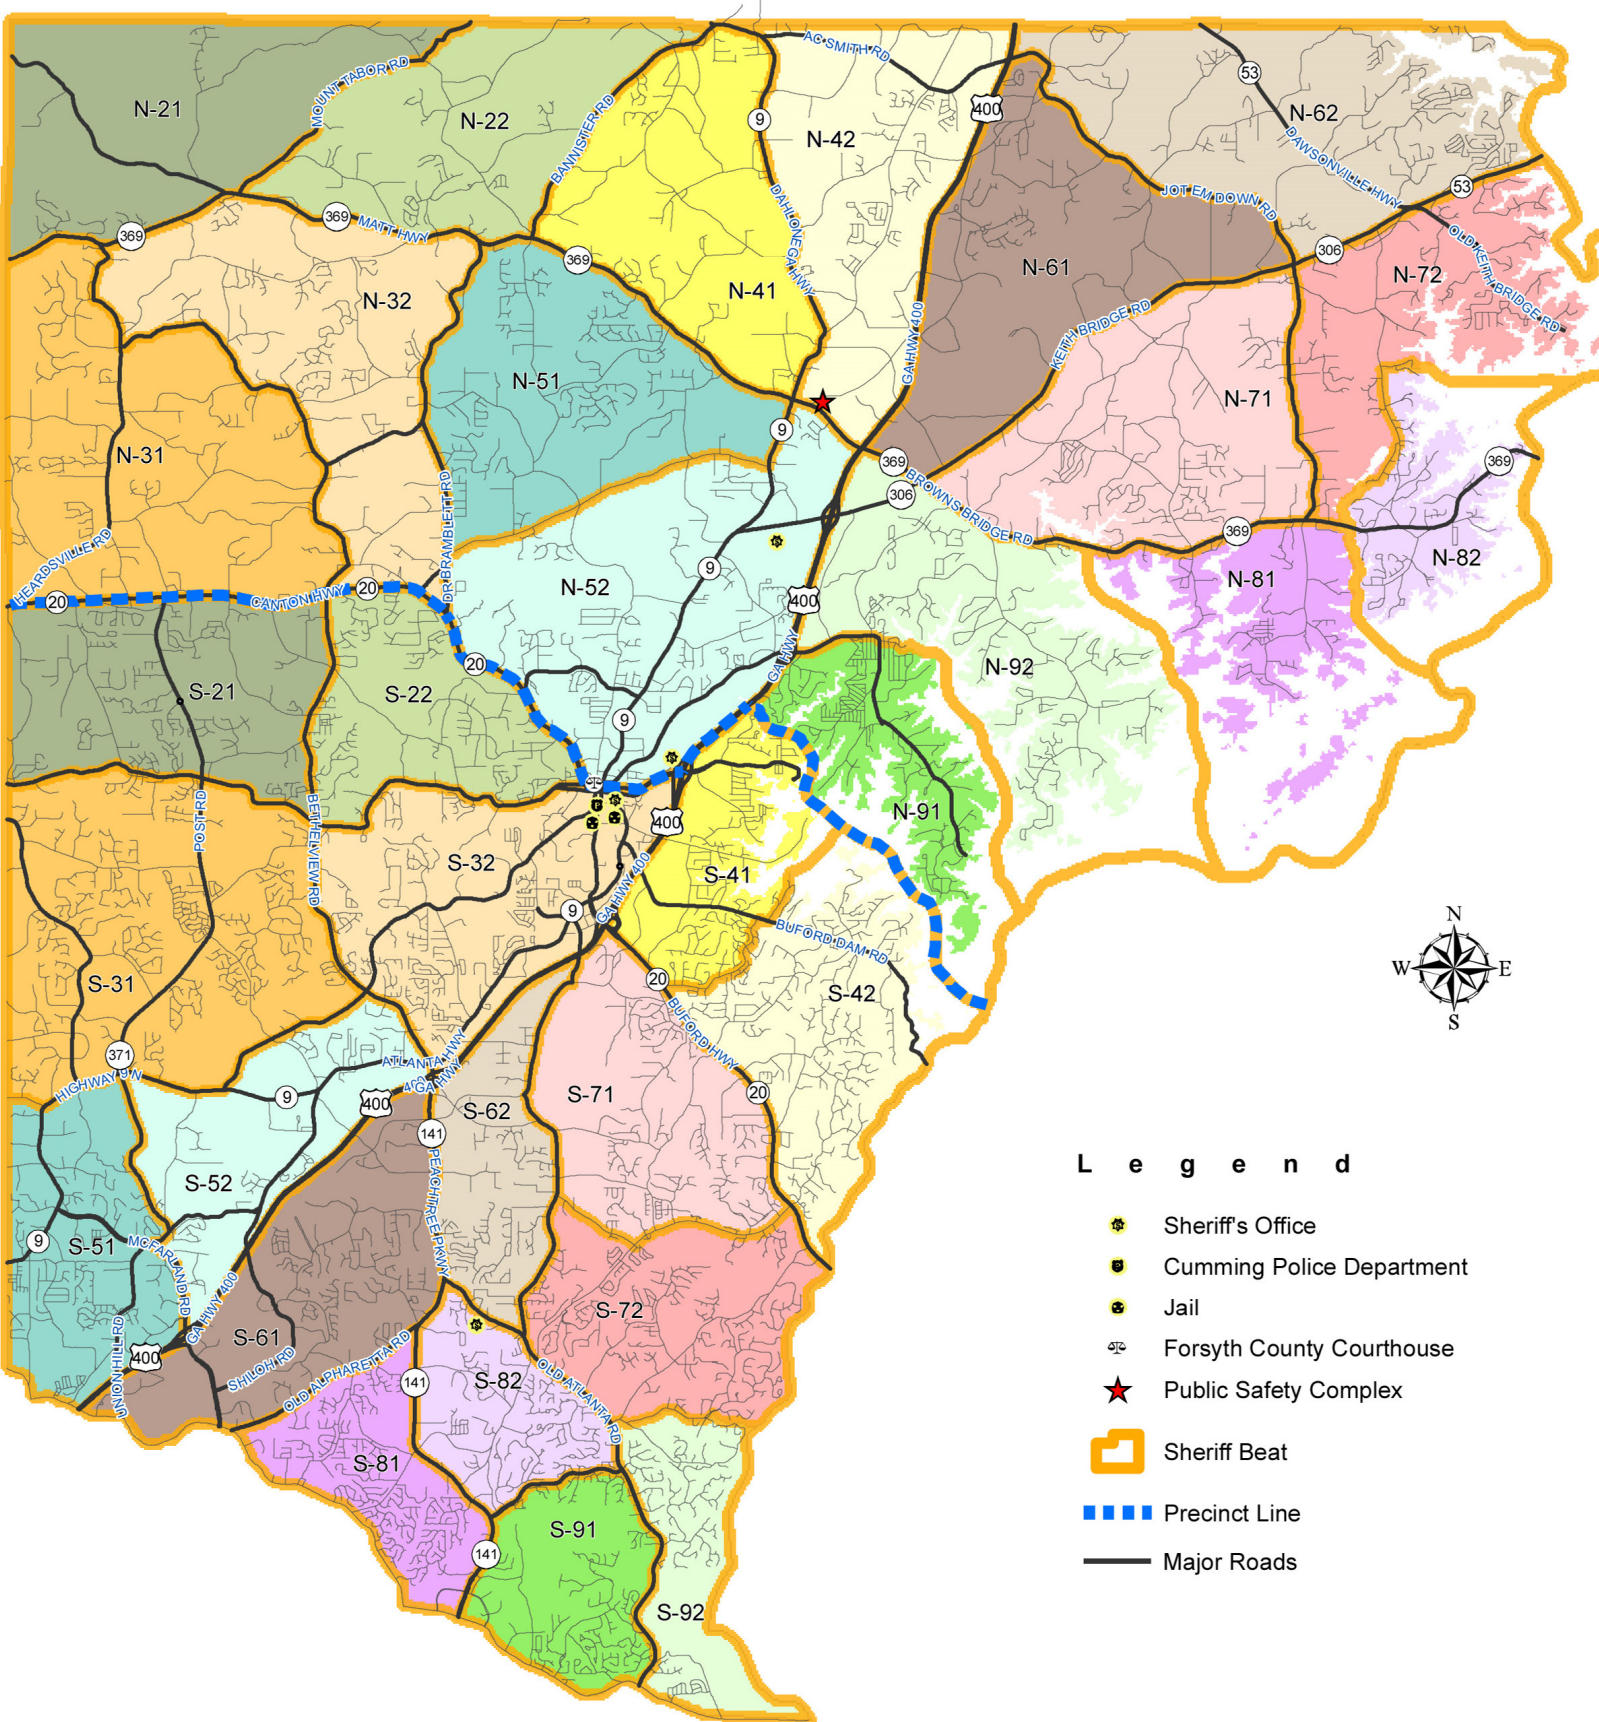 AC SMITH RD
53
N-21
MOUNT TABOR RD
N-22
BANNISTER RD
9
N-42
400
N-62
DAWSONVILLE HWY
53
JOT EM DOWN RD
369
369
MATT HWY
369
DAHLONEGA HWY
306
OLD KEITH BRIDGE RD
N-72
N-61
N-41
N-32
GA HWY 400
KEITH BRIDGE RD
N-51
N-71
9
N-31
369
369
306
BROWNS BRIDGE RD
DR BRAMBLETT RD
369
HEARDSVILLE RD
N-82
9
N-52
N-81
20
CANTON HWY
20
400
GA HWY
20
N-92
S-21
S-22
9
POST RD
BETHELVIEW RD
400
N-91
S-32
S-41
GA HWY 400
9
BUFORD DAM RD
N
W
E
S
S-31
20
S-42
BUFORD HWY
371
HIGHWAY 9 N
ATLANTA HWY
400
GA HWY
9
400
20
S-71
S-62
141
PEACHTREE PKWY
S-52
9
S-51
MCFARLAND RD
GA HWY 400
S-61
S-72
UNION HILL RD
400
SHILOH RD
OLD ALPHARETTA RD
141
S-82
OLD ATLANTA RD
S-81
S-91
141
S-92
Legend
Sheriff's Office
Cumming Police Department
Jail
Forsyth County Courthouse
Public Safety Complex
Sheriff Beat
Precinct Line
Major Roads